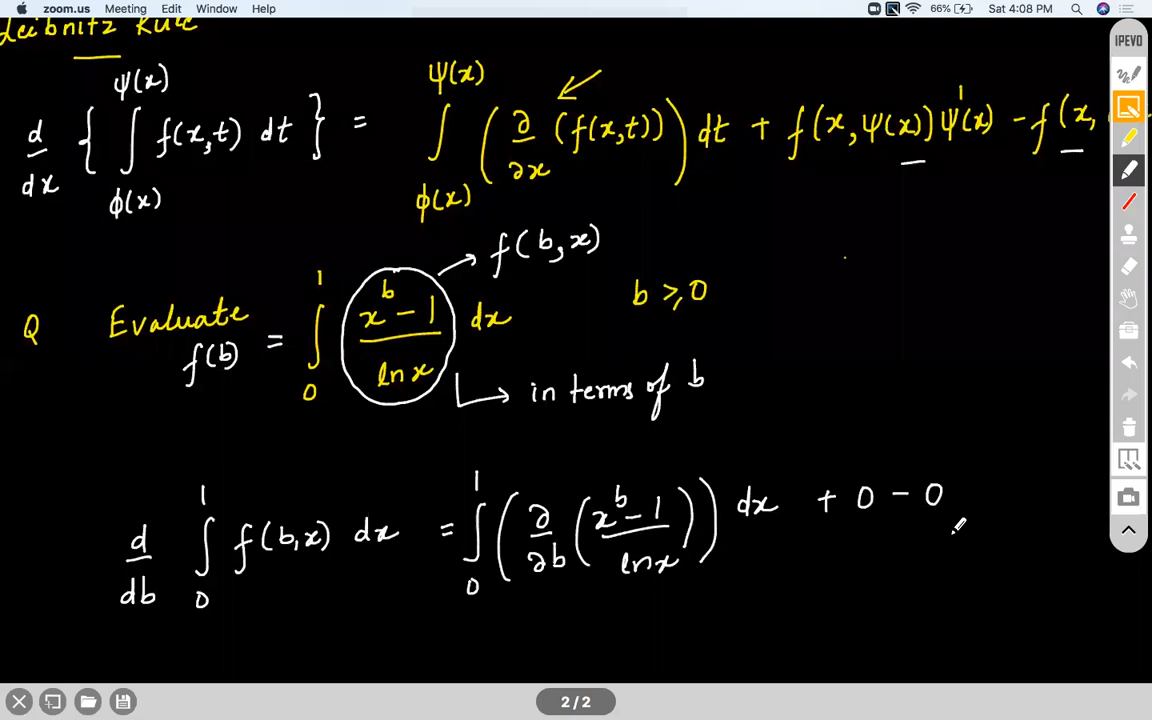 zoom.us Meeting Edit Window Help 66% Sat 4:08 PM
Leibnitz Rule
IPEVO
d/dx { ∫_{ϕ(x)}^{ψ(x)} f(x,t) dt } = ∫_{ϕ(x)}^{ψ(x)} ( ∂/∂x (f(x,t)) ) dt + f(x,ψ(x)) ψ'(x) - f(x,
f(b,x)
Q Evaluate f(b) = ∫_0^1 (x^b - 1)/(ln x) dx b ⩾ 0
in terms of b
d/db ∫_0^1 f(b,x) dx = ∫_0^1 ( ∂/∂b ( (x^b - 1)/(ln x) ) ) dx + 0 - 0
2/2